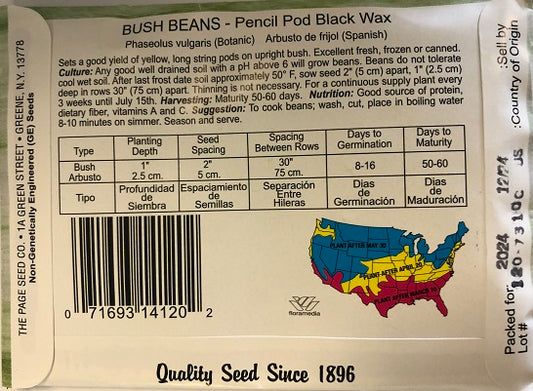 BUSH BEANS - Pencil Pod Black Wax
Phaseolus vulgaris (Botanic) Arbusto de frijol (Spanish)
Sets a good yield of yellow, long string pods on upright bush. Excellent fresh, frozen or canned.
Culture: Any good well drained soil with a pH above 6 will grow beans. Beans do not tolerate
cool wet soil. After last frost date soil approximately 50° F, sow seed 2" (5 cm) apart, 1" (2.5 cm)
deep in rows 30" (75 cm) apart. Thinning is not necessary. For a continuous supply plant every
3 weeks until July 15th. Harvesting: Maturity 50-60 days. Nutrition: Good source of protein,
dietary fiber, vitamins A and C. Suggestion: To cook beans; wash, cut, place in boiling water
8-10 minutes on simmer. Season and serve.
Type Planting Depth Seed Spacing Spacing Between Rows Days to Germination Days to Maturity
Bush Arbusto 1" 2.5 cm. 2" 5 cm. 30" 75 cm. 8-16 50-60
Tipo Profundidad de Siembra Espaciamiento de Semillas Separación Entre Hileras Dias de Germinación Dias de Maduración
0 71693 14120 2
PLANT AFTER MAY 20
PLANT AFTER APRIL 20
PLANT AFTER MARCH 15
floramedia
Quality Seed Since 1896
THE PAGE SEED CO. • 1A GREEN STREET • GREENE, N.Y. 13778
Non-Genetically Engineered (GE) Seeds
Packed for: 2024 12/24 :Sell by
Lot # 120-7310C US :Country of Origin